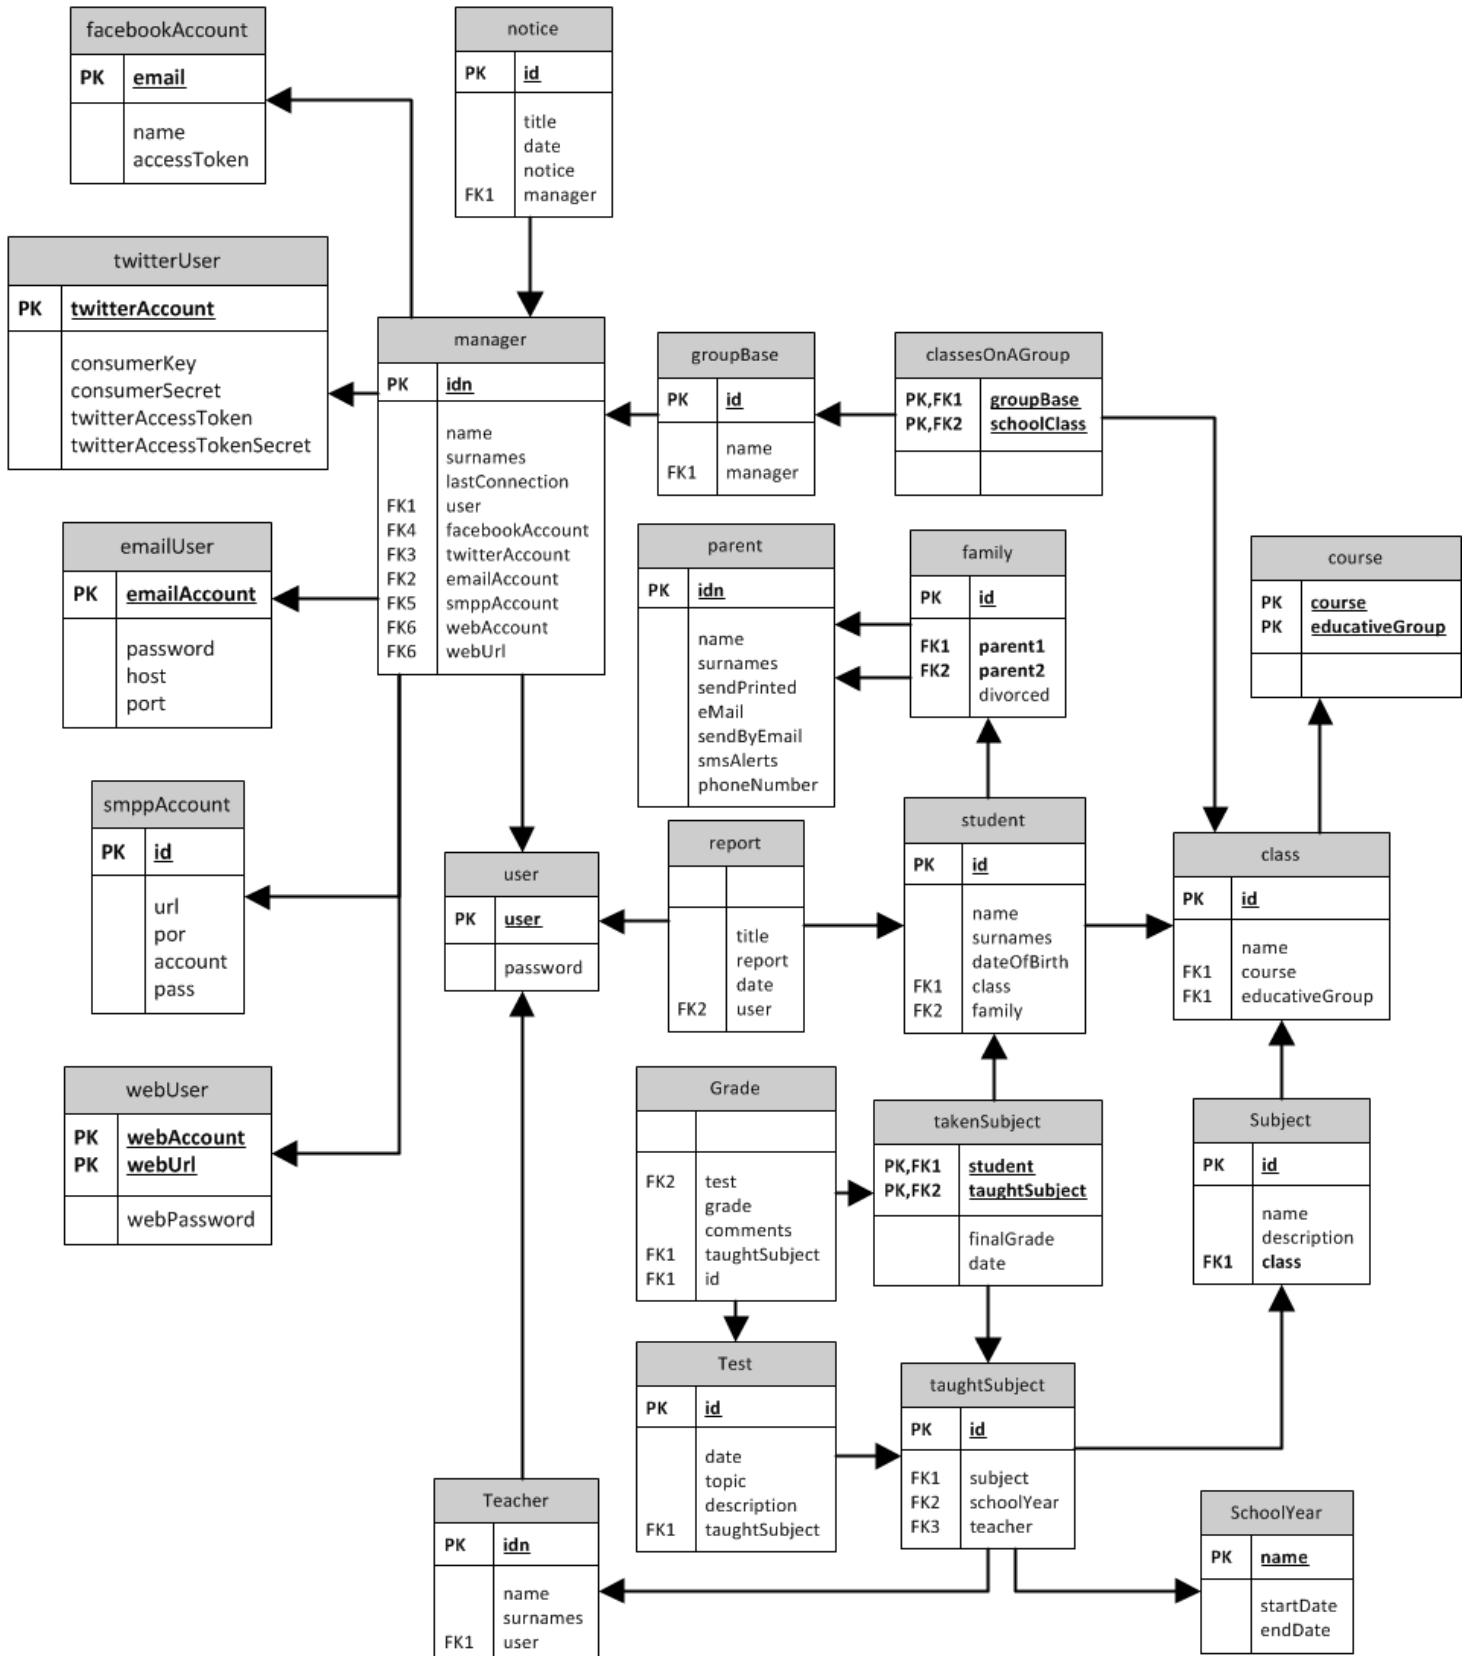 facebookAccount
PK email
name
accessToken
notice
PK id
title
date
notice
FK1 manager
twitterUser
PK twitterAccount
consumerKey
consumerSecret
twitterAccessToken
twitterAccessTokenSecret
manager
PK idn
name
surnames
lastConnection
FK1 user
FK4 facebookAccount
FK3 twitterAccount
FK2 emailAccount
FK5 smppAccount
FK6 webAccount
FK6 webUrl
groupBase
PK id
name
FK1 manager
classesOnAGroup
PK,FK1 groupBase
PK,FK2 schoolClass
emailUser
PK emailAccount
password
host
port
parent
PK idn
name
surnames
sendPrinted
eMail
sendByEmail
smsAlerts
phoneNumber
family
PK id
FK1 parent1
FK2 parent2
divorced
course
PK course
PK educativeGroup
smppAccount
PK id
url
por
account
pass
user
PK user
password
report
title
report
date
FK2 user
student
PK id
name
surnames
dateOfBirth
FK1 class
FK2 family
class
PK id
name
FK1 course
FK1 educativeGroup
webUser
PK webAccount
PK webUrl
webPassword
Grade
FK2 test
grade
comments
FK1 taughtSubject
FK1 id
takenSubject
PK,FK1 student
PK,FK2 taughtSubject
finalGrade
date
Subject
PK id
name
description
FK1 class
Test
PK id
date
topic
description
FK1 taughtSubject
taughtSubject
PK id
FK1 subject
FK2 schoolYear
FK3 teacher
Teacher
PK idn
name
surnames
FK1 user
SchoolYear
PK name
startDate
endDate